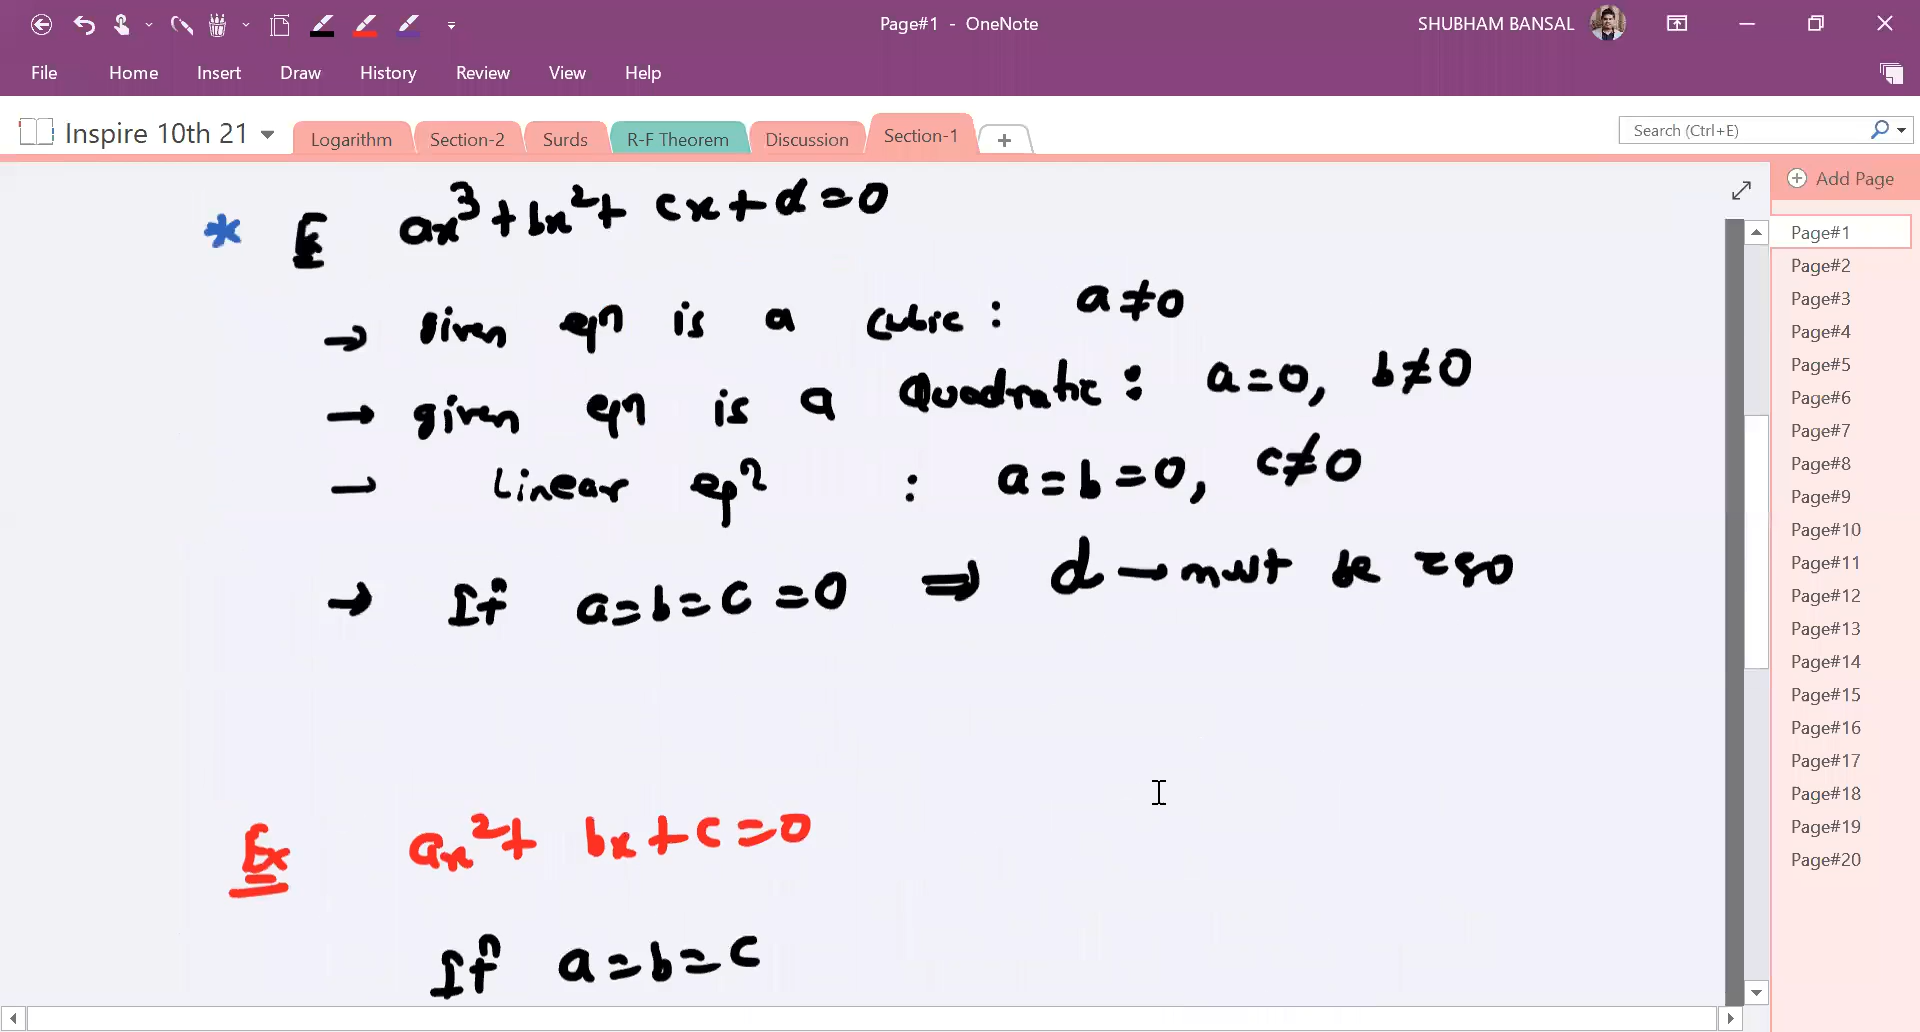 Page#1 - OneNote
SHUBHAM BANSAL
File Home Insert Draw History Review View Help
Inspire 10th 21
Logarithm Section-2 Surds R-F Theorem Discussion Section-1
Search (Ctrl+E)
* E ax³+bx²+ cx+d=0
→ given eqn is a cubic : a≠0
→ given eqn is a Quadratic : a=0, b≠0
— Linear eqn : a=b=0, c≠0
→ If a=b=c=0 ⇒ d → must be zero
Ex ax²+ bx+c=0
If a=b=c
Add Page
Page#1
Page#2
Page#3
Page#4
Page#5
Page#6
Page#7
Page#8
Page#9
Page#10
Page#11
Page#12
Page#13
Page#14
Page#15
Page#16
Page#17
Page#18
Page#19
Page#20